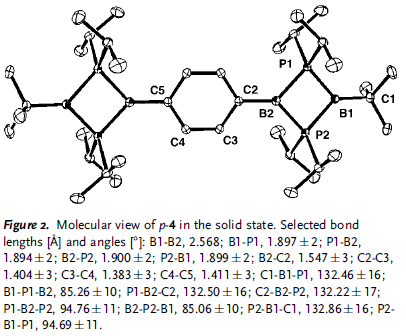 P1
C5
C2
C1
B2
B1
C4
C3
P2
Figure 2. Molecular view of p-4 in the solid state. Selected bond
lengths [Å] and angles [°]: B1-B2, 2.568; B1-P1, 1.897±2; P1-B2,
1.894±2; B2-P2, 1.900±2; P2-B1, 1.899±2; B2-C2, 1.547±3; C2-C3,
1.404±3; C3-C4, 1.383±3; C4-C5, 1.411±3; C1-B1-P1, 132.46±16;
B1-P1-B2, 85.26±10; P1-B2-C2, 132.50±16; C2-B2-P2, 132.22±17;
P1-B2-P2, 94.76±11; B2-P2-B1, 85.06±10; P2-B1-C1, 132.86±16; P2-
B1-P1, 94.69±11.